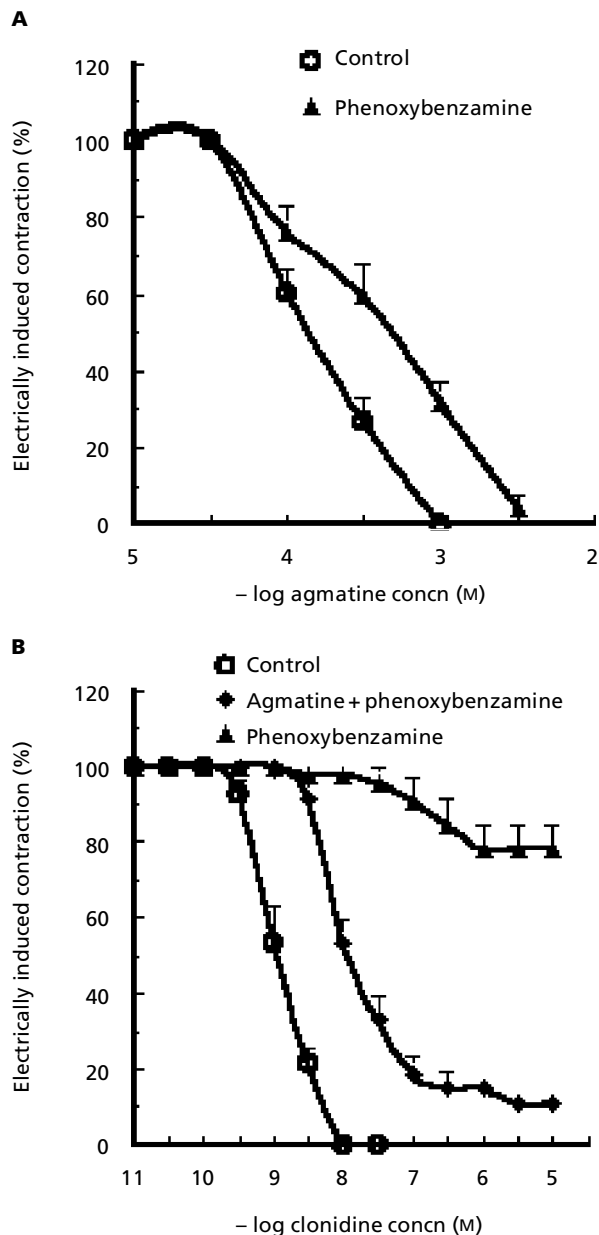 A
Control
Phenoxybenzamine
Electrically induced contraction (%)
120
100
80
60
40
20
0
5 4 3 2
– log agmatine concn (M)
B
Control
Agmatine + phenoxybenzamine
Phenoxybenzamine
Electrically induced contraction (%)
120
100
80
60
40
20
0
11 10 9 8 7 6 5
– log clonidine concn (M)